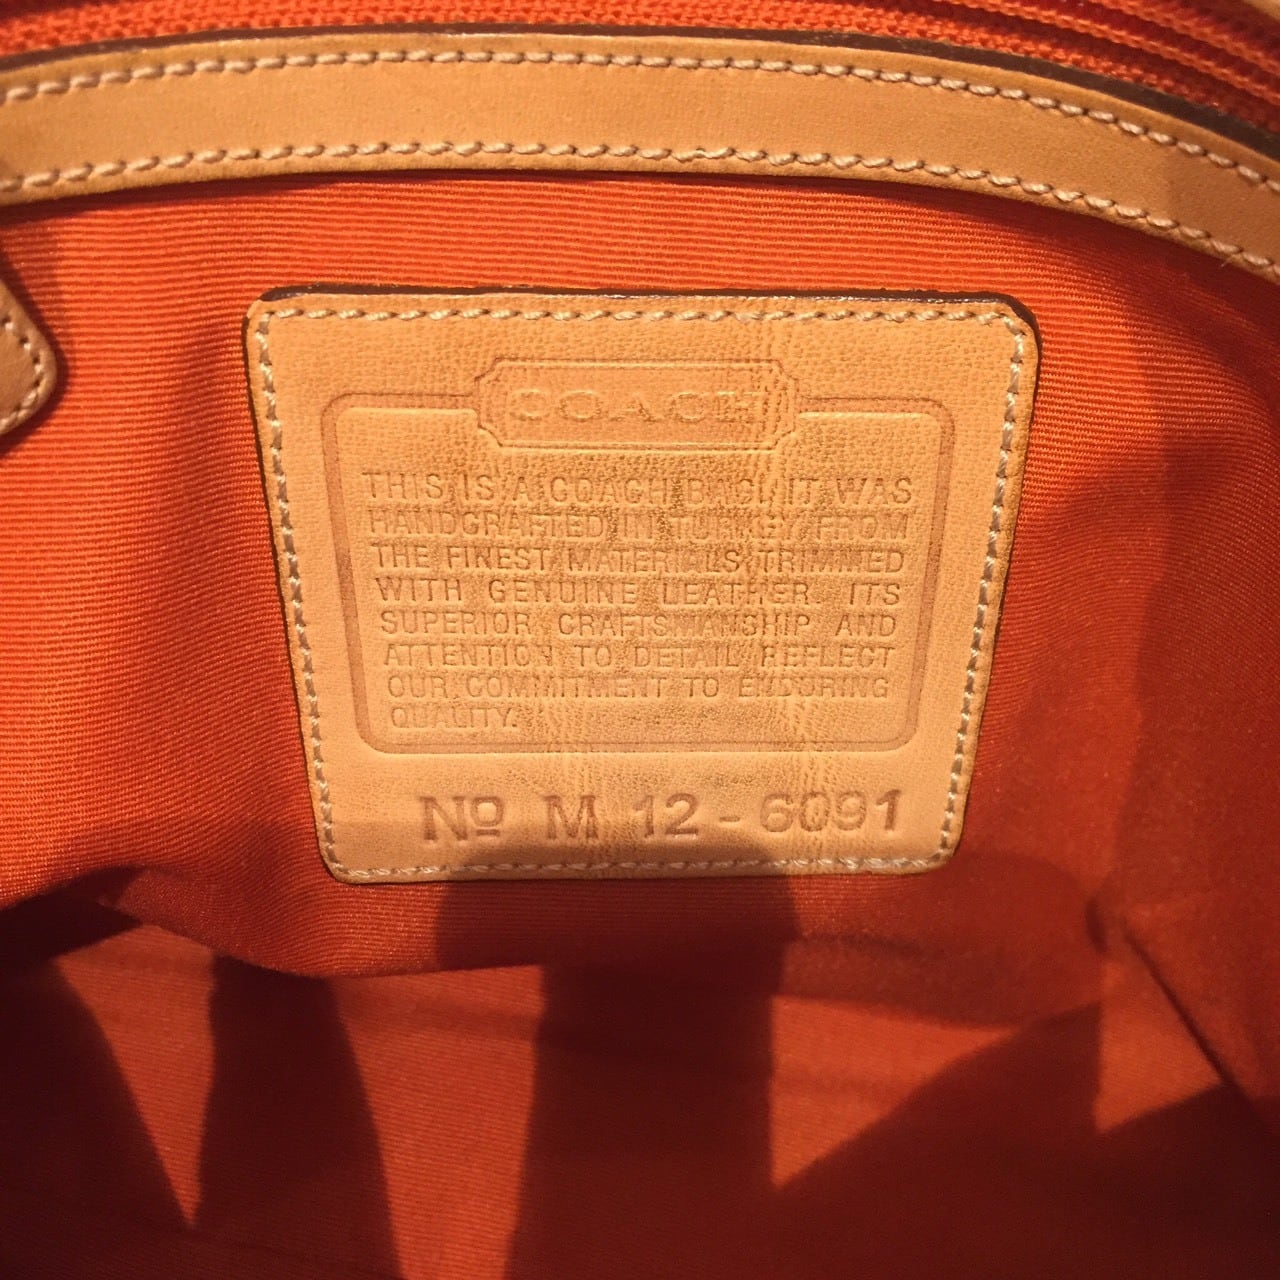 COACH
THIS IS A COACH BAG. IT WAS
HANDCRAFTED IN TURKEY FROM
THE FINEST MATERIALS TRIMMED
WITH GENUINE LEATHER. ITS
SUPERIOR CRAFTSMANSHIP AND
ATTENTION TO DETAIL REFLECT
OUR COMMITMENT TO ENDURING
QUALITY.
Nº M 12 - 6091